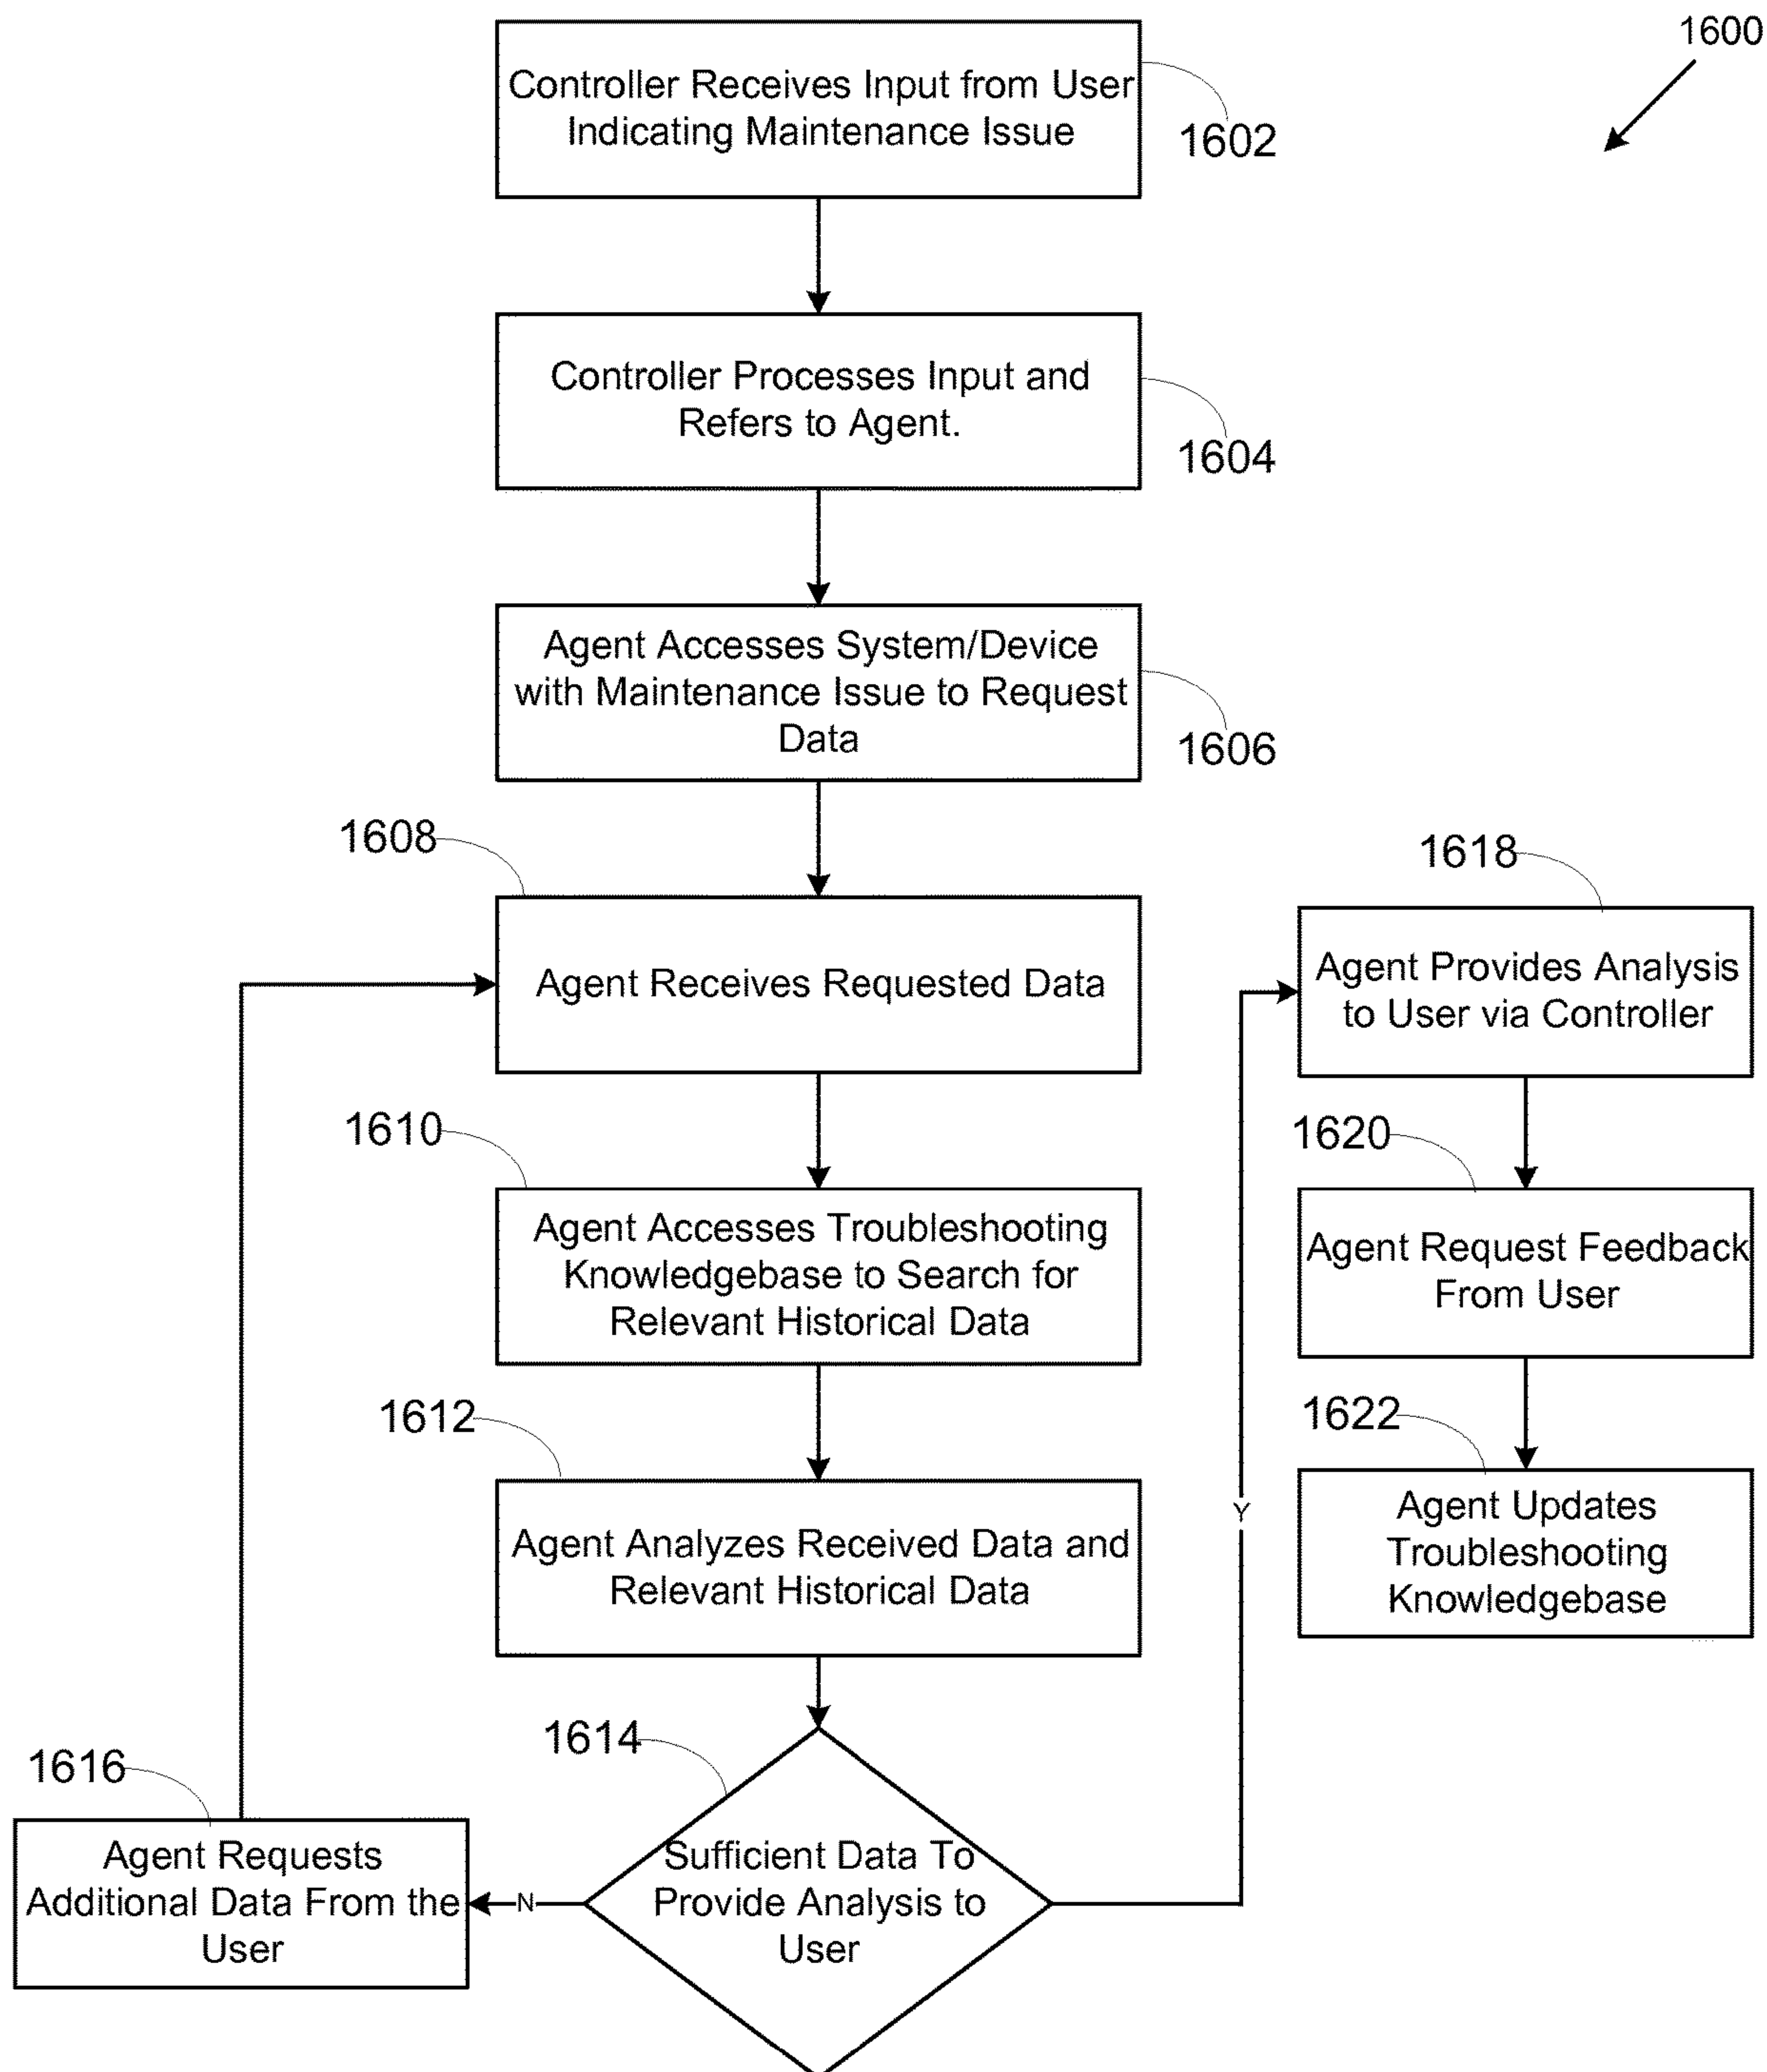 1600
Controller Receives Input from User
Indicating Maintenance Issue
1602
Controller Processes Input and
Refers to Agent.
1604
Agent Accesses System/Device
with Maintenance Issue to Request
Data
1606
1608
Agent Receives Requested Data
1610
Agent Accesses Troubleshooting
Knowledgebase to Search for
Relevant Historical Data
1612
Agent Analyzes Received Data and
Relevant Historical Data
1614
Sufficient Data To
Provide Analysis to
User
N
1616
Agent Requests
Additional Data From the
User
Y
1618
Agent Provides Analysis
to User via Controller
1620
Agent Request Feedback
From User
1622
Agent Updates
Troubleshooting
Knowledgebase